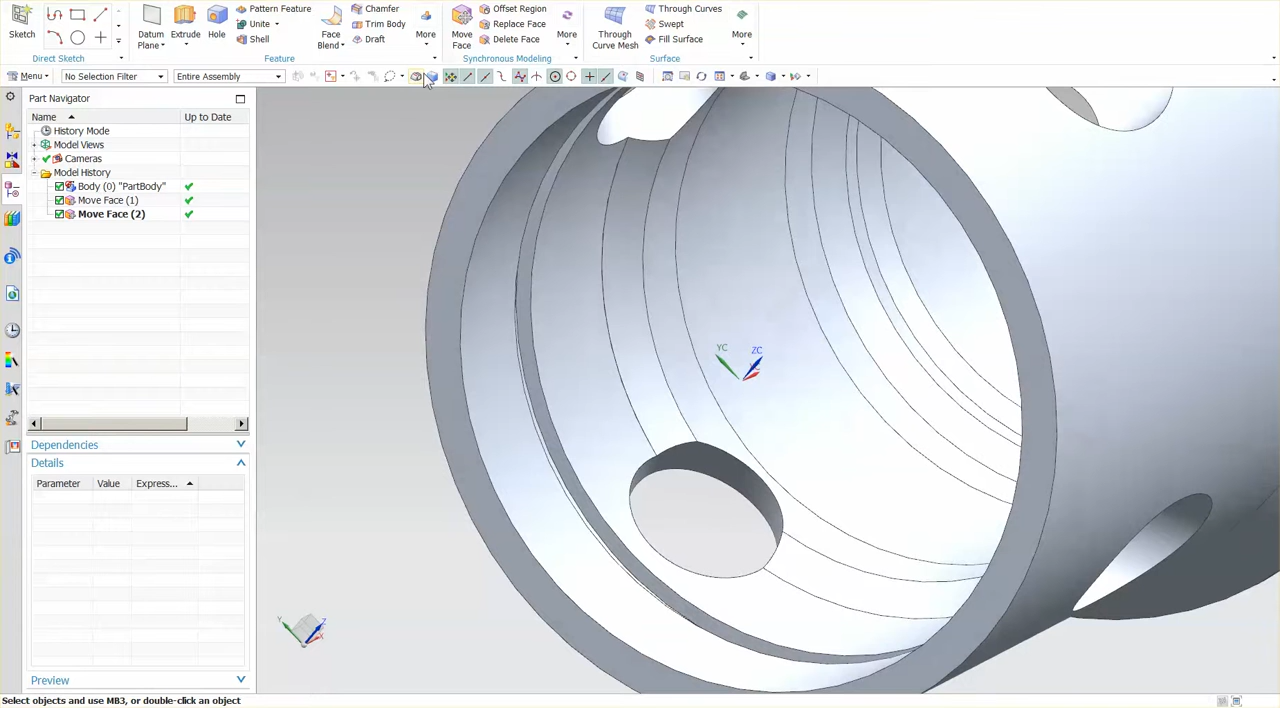 Sketch
Direct Sketch
Datum Plane
Extrude
Hole
Pattern Feature
Unite
Shell
Face Blend
Chamfer
Trim Body
Draft
More
Feature
Move Face
Offset Region
Replace Face
Delete Face
More
Synchronous Modeling
Through Curve Mesh
Through Curves
Swept
Fill Surface
More
Surface
Menu
No Selection Filter
Entire Assembly
Part Navigator
Name Up to Date
History Mode
Model Views
Cameras
Model History
Body (0) "PartBody"
Move Face (1)
Move Face (2)
Dependencies
Details
Parameter Value Express...
Preview
YC
ZC
Y
Z
X
Select objects and use MB3, or double-click an object